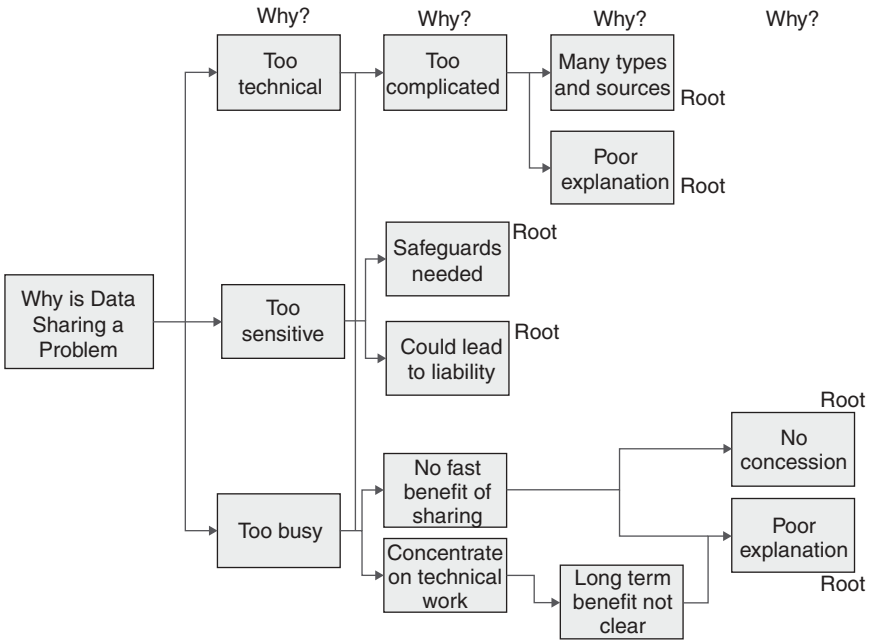 Why?
Why?
Why?
Why?
Too
technical
Too
complicated
Many types
and sources
Root
Poor
explanation
Root
Why is Data
Sharing a
Problem
Too
sensitive
Safeguards
needed
Root
Could lead
to liability
Root
Too busy
No fast
benefit of
sharing
Concentrate
on technical
work
Long term
benefit not
clear
Root
No
concession
Poor
explanation
Root